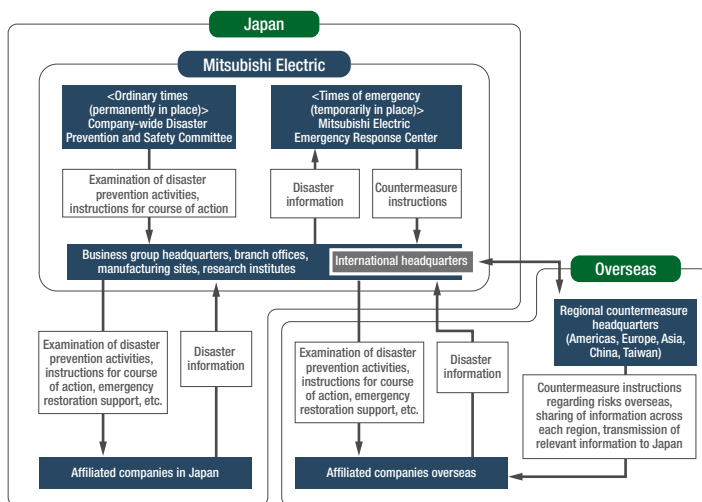 Japan
Mitsubishi Electric
<Ordinary times
(permanently in place)>
Company-wide Disaster
Prevention and Safety Committee
<Times of emergency
(temporarily in place)>
Mitsubishi Electric
Emergency Response Center
Examination of disaster
prevention activities,
instructions for course of action
Disaster
information
Countermeasure
instructions
Business group headquarters, branch offices,
manufacturing sites, research institutes
International headquarters
Overseas
Regional countermeasure
headquarters
(Americas, Europe, Asia,
China, Taiwan)
Examination of disaster
prevention activities,
instructions for course
of action, emergency
restoration support, etc.
Disaster
information
Examination of disaster
prevention activities,
instructions for course
of action, emergency
restoration support, etc.
Disaster
information
Countermeasure instructions
regarding risks overseas,
sharing of information across
each region, transmission of
relevant information to Japan
Affiliated companies in Japan
Affiliated companies overseas